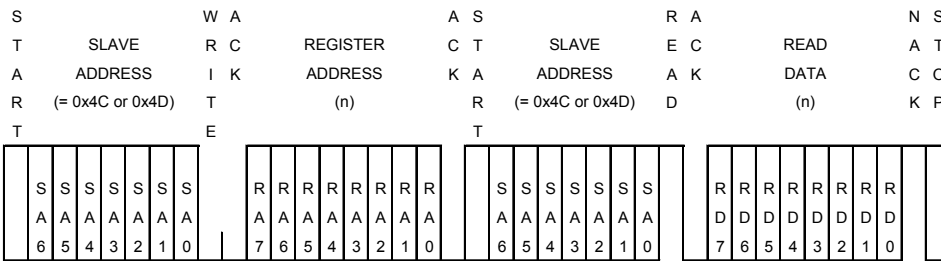 S W A A S R A N S
T SLAVE R C REGISTER C T SLAVE E C READ A T
A ADDRESS I K ADDRESS K A ADDRESS A K DATA C O
R (= 0x4C or 0x4D) T (n) R (= 0x4C or 0x4D) D (n) K P
T E T
S S S S S S S R R R R R R R R S S S S S S S R R R R R R R R
A A A A A A A A A A A A A A A A A A A A A A D D D D D D D D
6 5 4 3 2 1 0 7 6 5 4 3 2 1 0 6 5 4 3 2 1 0 7 6 5 4 3 2 1 0